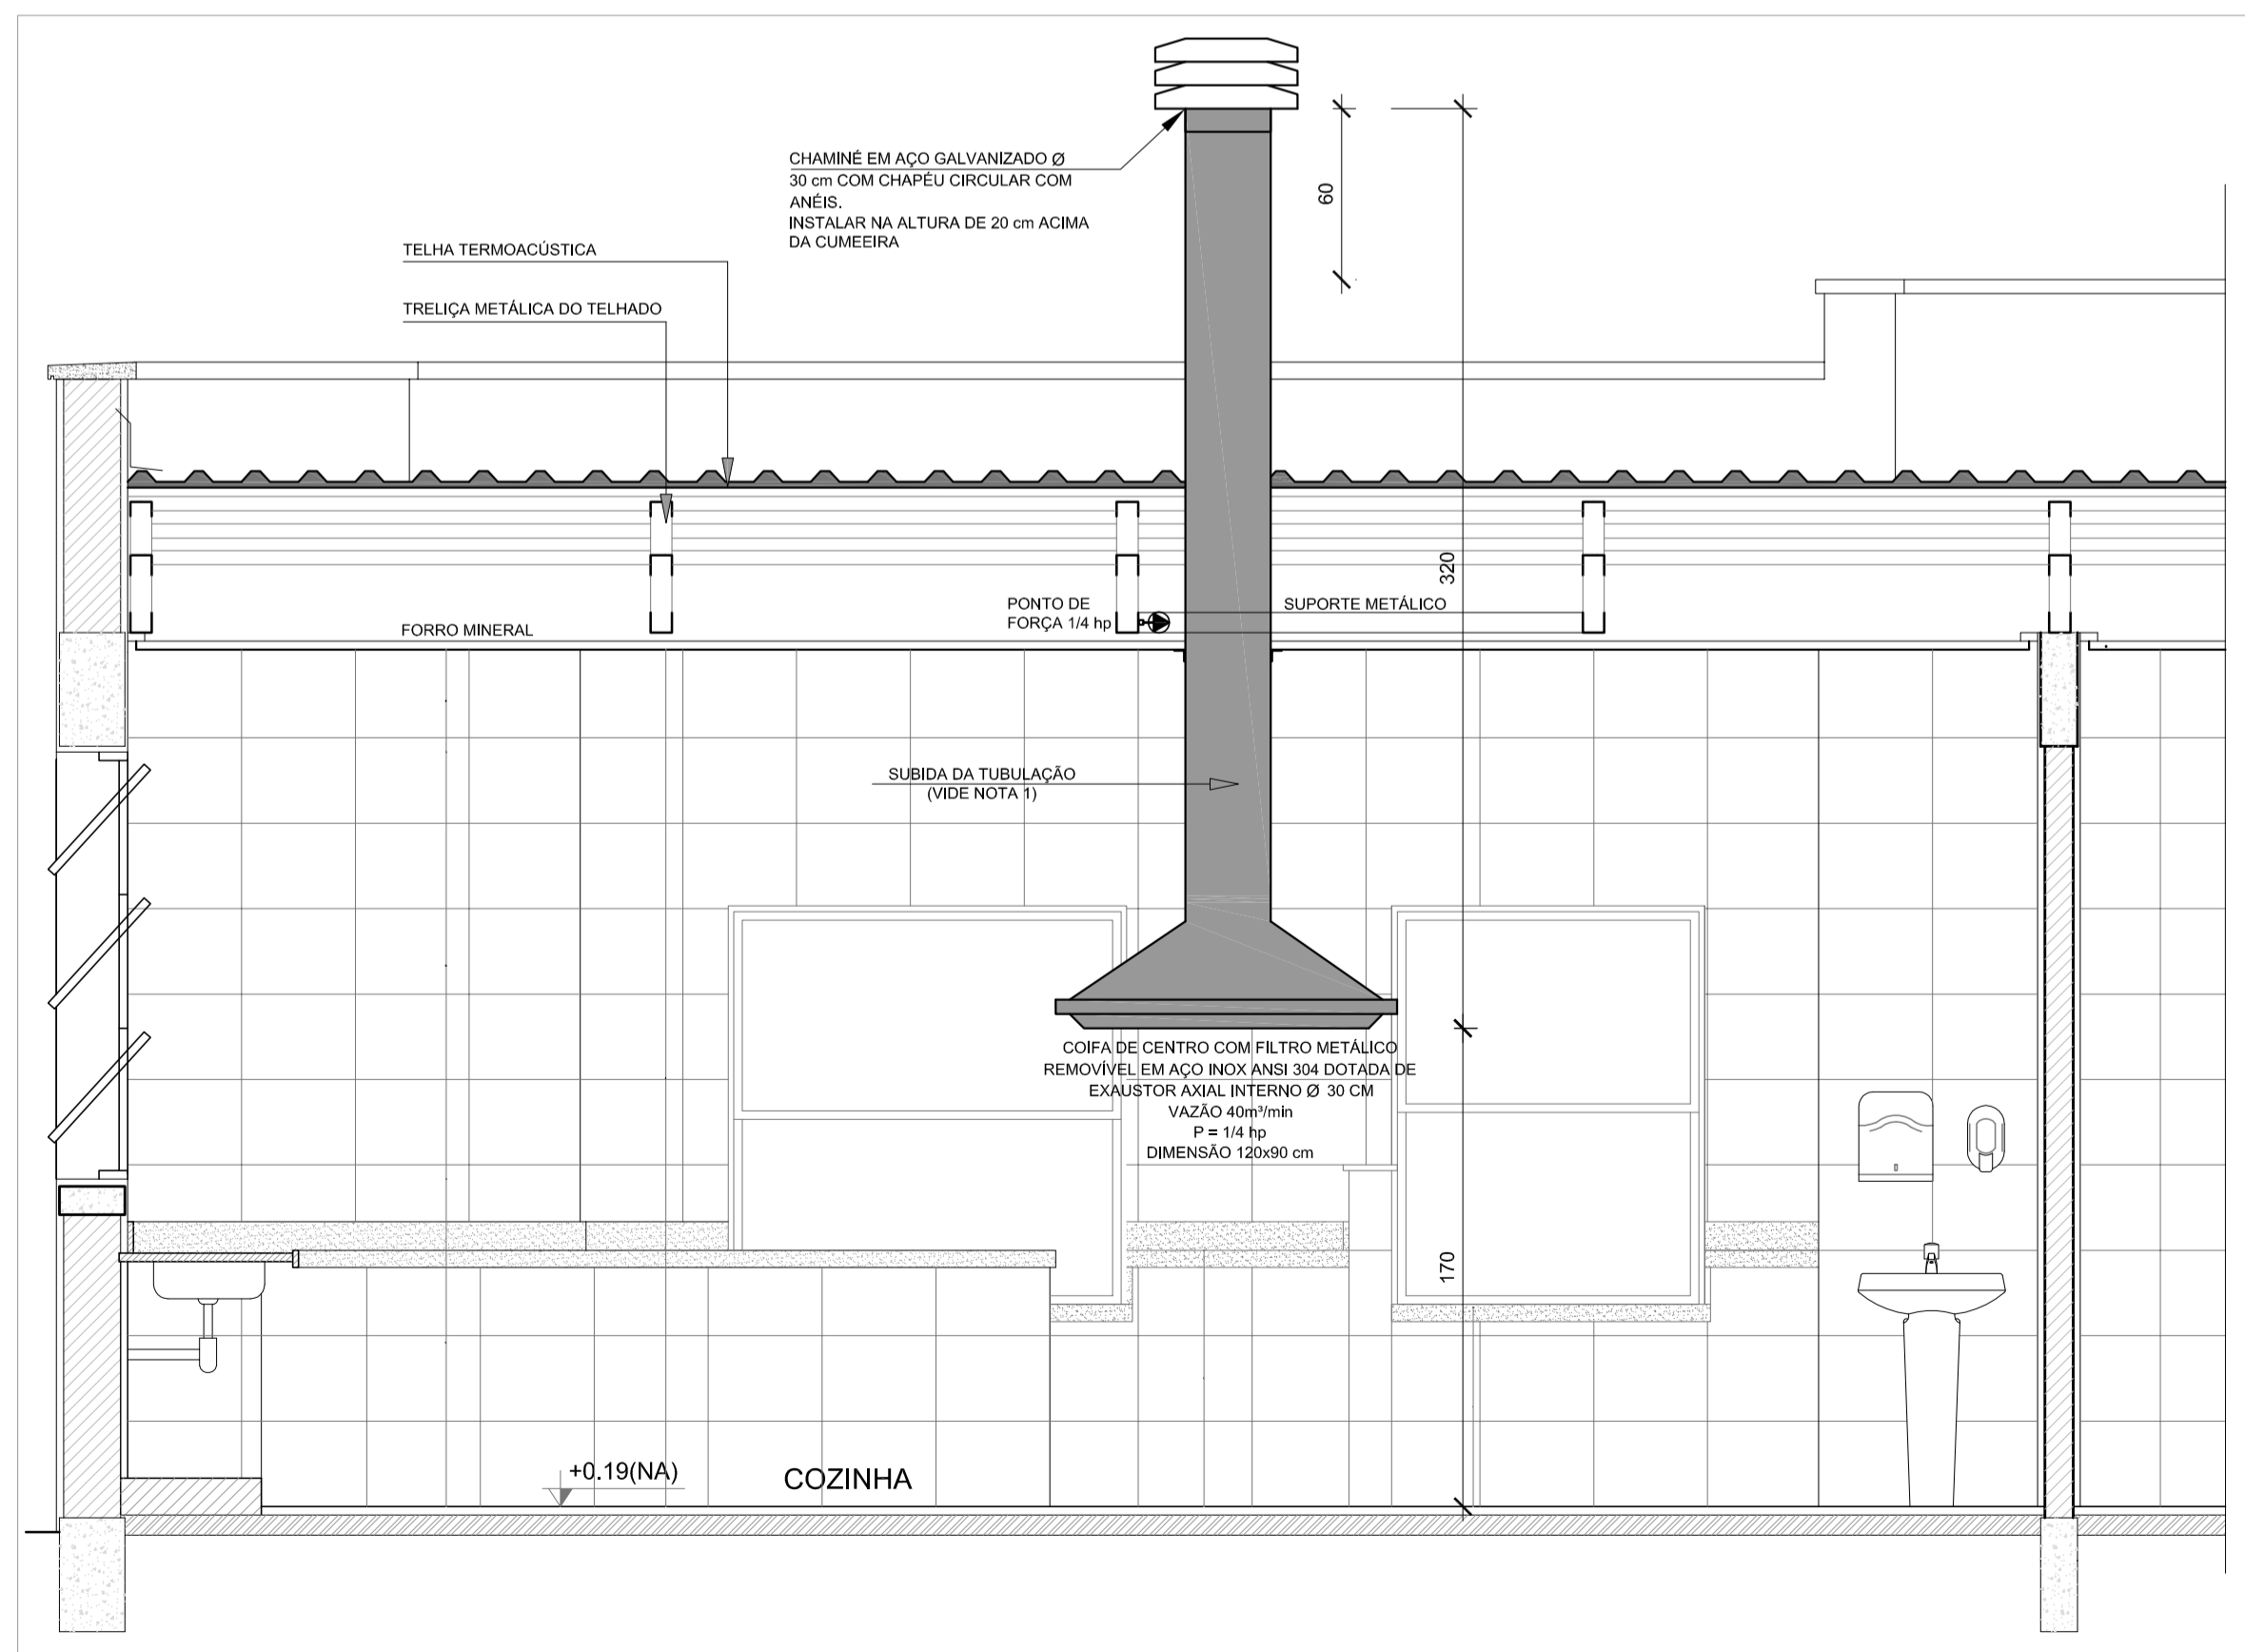 CHAMINÉ EM AÇO GALVANIZADO Ø
30 cm COM CHAPÉU CIRCULAR COM
ANÉIS.
INSTALAR NA ALTURA DE 20 cm ACIMA
DA CUMEEIRA
60
TELHA TERMOACÚSTICA
TRELIÇA METÁLICA DO TELHADO
320
PONTO DE
FORÇA 1/4 hp
SUPORTE METÁLICO
FORRO MINERAL
SUBIDA DA TUBULAÇÃO
(VIDE NOTA 1)
COIFA DE CENTRO COM FILTRO METÁLICO
REMOVÍVEL EM AÇO INOX ANSI 304 DOTADA DE
EXAUSTOR AXIAL INTERNO Ø 30 CM
VAZÃO 40m³/min
P = 1/4 hp
DIMENSÃO 120x90 cm
170
+0.19(NA)
COZINHA